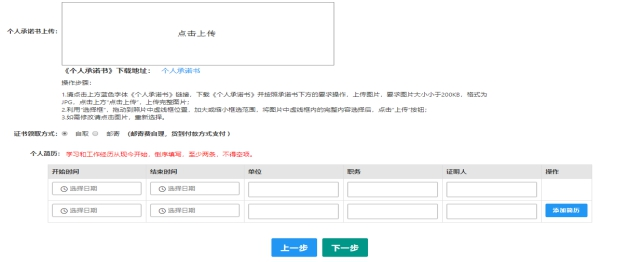 个人承诺书上传:
点击上传
《个人承诺书》下载地址: 个人承诺书
操作步骤:
1.请点击上方蓝色字体《个人承诺书》链接,下载《个人承诺书》并按照承诺书下方的要求操作,上传图片,要求图片大小小于200KB,格式为
JPG,点击上方“点击上传”,上传完整图片;
2.利用“选择框”,拖动到照片中虚线框位置,加大或缩小框选范围,将图片中虚线框内的完整内容选择后,点击“上传”按钮;
3.如需修改请点击图片,重新选择。
证书领取方式: 自取 邮寄 (邮寄费自理,货到付款方式支付)
个人简历: 学习和工作经历从现今开始,倒序填写,至少两条,不得空项。
开始时间 结束时间 单位 职务 证明人 操作
选择日期 选择日期
选择日期 选择日期 添加简历
上一步 下一步